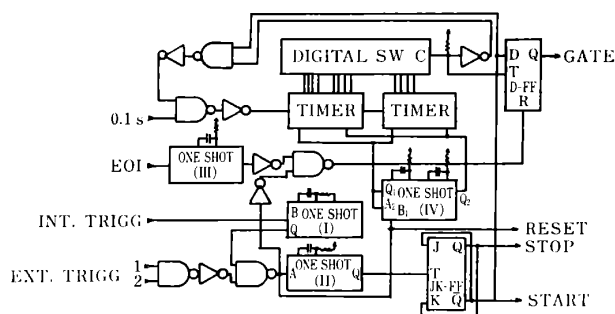 DIGITAL SW C
D Q
GATE
T
D-FF
R
TIMER
TIMER
0.1 s
EOI
ONE SHOT
(III)
Q₁
A₂ ONE SHOT Q₂
B₁ (IV)
INT. TRIGG
B ONE SHOT
Q (I)
RESET
J Q
STOP
EXT. TRIGG
1
2
ONE SHOT
A Q
(II)
T
JK-FF
K Q̄
START